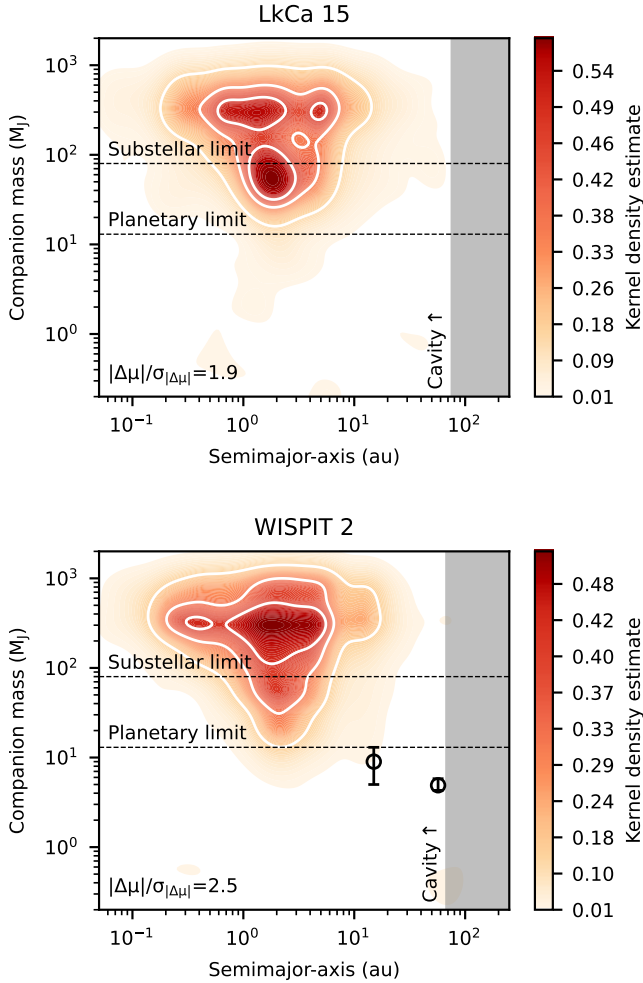 LkCa 15
10³
10²
10¹
10⁰
Companion mass (M_J)
Substellar limit
Planetary limit
|Δμ|/σ_|Δμ|=1.9
Cavity ↑
10⁻¹
10⁰
10¹
10²
Semimajor-axis (au)
0.54
0.49
0.46
0.42
0.38
0.33
0.26
0.18
0.09
0.01
Kernel density estimate
WISPIT 2
10³
10²
10¹
10⁰
Companion mass (M_J)
Substellar limit
Planetary limit
|Δμ|/σ_|Δμ|=2.5
Cavity ↑
10⁻¹
10⁰
10¹
10²
Semimajor-axis (au)
0.48
0.42
0.40
0.37
0.33
0.29
0.24
0.18
0.10
0.01
Kernel density estimate